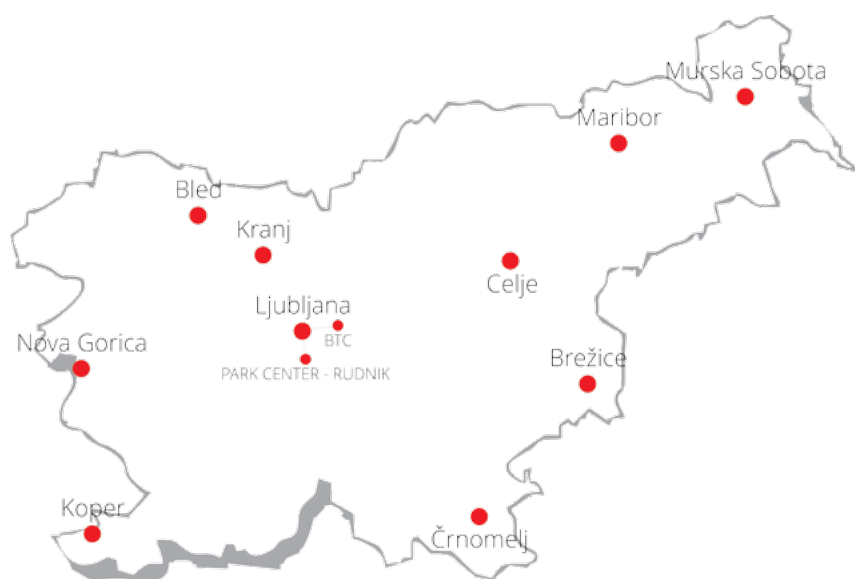 Murska Sobota
Maribor
Bled
Kranj
Celje
Ljubljana
BTC
Nova Gorica
PARK CENTER - RUDNIK
Brežice
Koper
Črnomelj